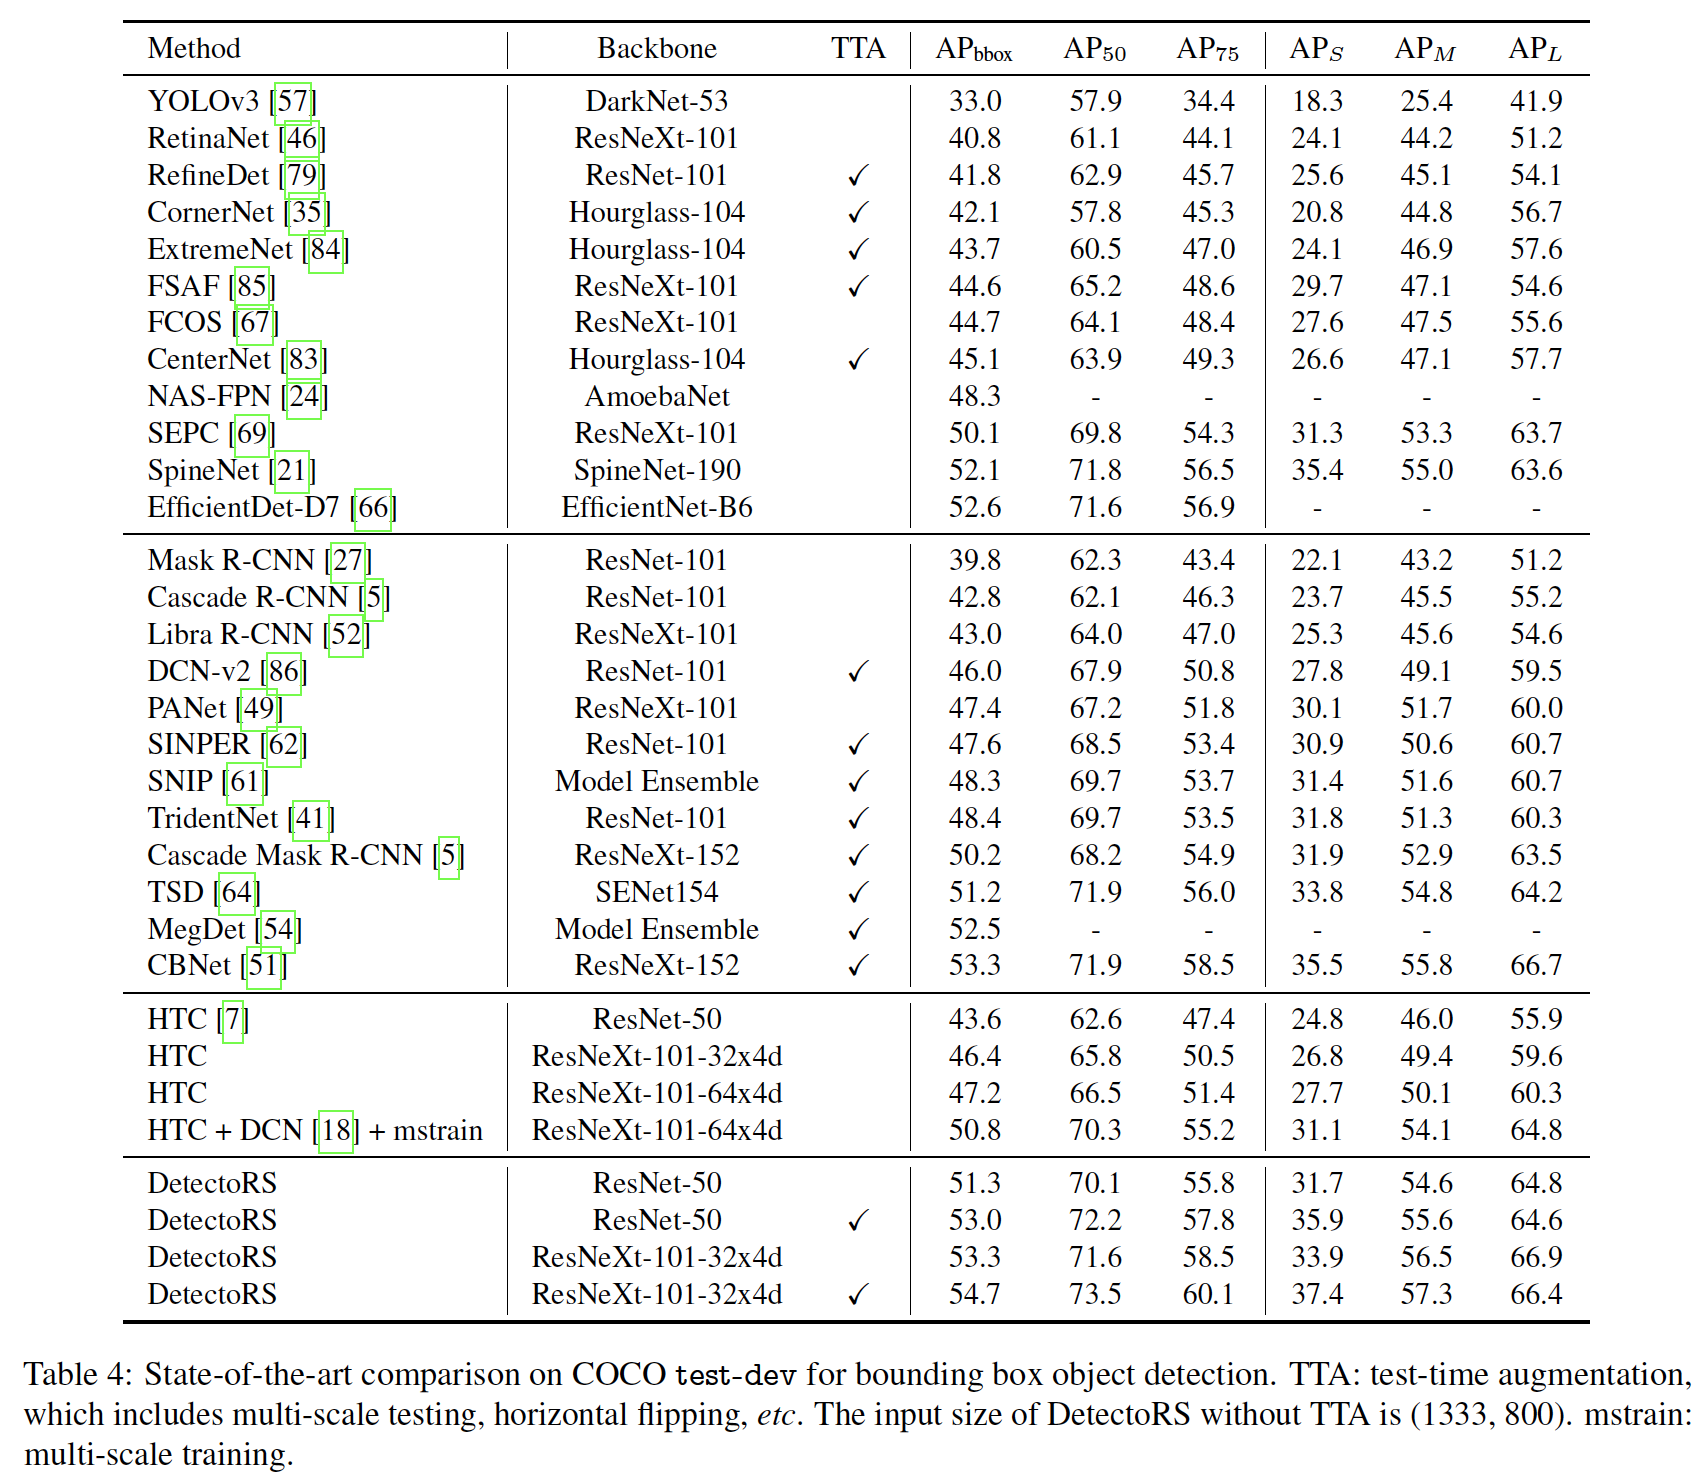 Method Backbone TTA APbbox AP50 AP75 APS APM APL
YOLOv3 [57] DarkNet-53 33.0 57.9 34.4 18.3 25.4 41.9
RetinaNet [46] ResNeXt-101 40.8 61.1 44.1 24.1 44.2 51.2
RefineDet [79] ResNet-101 ✓ 41.8 62.9 45.7 25.6 45.1 54.1
CornerNet [35] Hourglass-104 ✓ 42.1 57.8 45.3 20.8 44.8 56.7
ExtremeNet [84] Hourglass-104 ✓ 43.7 60.5 47.0 24.1 46.9 57.6
FSAF [85] ResNeXt-101 ✓ 44.6 65.2 48.6 29.7 47.1 54.6
FCOS [67] ResNeXt-101 44.7 64.1 48.4 27.6 47.5 55.6
CenterNet [83] Hourglass-104 ✓ 45.1 63.9 49.3 26.6 47.1 57.7
NAS-FPN [24] AmoebaNet 48.3 - - - - -
SEPC [69] ResNeXt-101 50.1 69.8 54.3 31.3 53.3 63.7
SpineNet [21] SpineNet-190 52.1 71.8 56.5 35.4 55.0 63.6
EfficientDet-D7 [66] EfficientNet-B6 52.6 71.6 56.9 - - -
Mask R-CNN [27] ResNet-101 39.8 62.3 43.4 22.1 43.2 51.2
Cascade R-CNN [5] ResNet-101 42.8 62.1 46.3 23.7 45.5 55.2
Libra R-CNN [52] ResNeXt-101 43.0 64.0 47.0 25.3 45.6 54.6
DCN-v2 [86] ResNet-101 ✓ 46.0 67.9 50.8 27.8 49.1 59.5
PANet [49] ResNeXt-101 47.4 67.2 51.8 30.1 51.7 60.0
SINPER [62] ResNet-101 ✓ 47.6 68.5 53.4 30.9 50.6 60.7
SNIP [61] Model Ensemble ✓ 48.3 69.7 53.7 31.4 51.6 60.7
TridentNet [41] ResNet-101 ✓ 48.4 69.7 53.5 31.8 51.3 60.3
Cascade Mask R-CNN [5] ResNeXt-152 ✓ 50.2 68.2 54.9 31.9 52.9 63.5
TSD [64] SENet154 ✓ 51.2 71.9 56.0 33.8 54.8 64.2
MegDet [54] Model Ensemble ✓ 52.5 - - - - -
CBNet [51] ResNeXt-152 ✓ 53.3 71.9 58.5 35.5 55.8 66.7
HTC [7] ResNet-50 43.6 62.6 47.4 24.8 46.0 55.9
HTC ResNeXt-101-32x4d 46.4 65.8 50.5 26.8 49.4 59.6
HTC ResNeXt-101-64x4d 47.2 66.5 51.4 27.7 50.1 60.3
HTC + DCN [18] + mstrain ResNeXt-101-64x4d 50.8 70.3 55.2 31.1 54.1 64.8
DetectoRS ResNet-50 51.3 70.1 55.8 31.7 54.6 64.8
DetectoRS ResNet-50 ✓ 53.0 72.2 57.8 35.9 55.6 64.6
DetectoRS ResNeXt-101-32x4d 53.3 71.6 58.5 33.9 56.5 66.9
DetectoRS ResNeXt-101-32x4d ✓ 54.7 73.5 60.1 37.4 57.3 66.4
Table 4: State-of-the-art comparison on COCO test-dev for bounding box object detection. TTA: test-time augmentation,
which includes multi-scale testing, horizontal flipping, etc. The input size of DetectoRS without TTA is (1333, 800). mstrain:
multi-scale training.